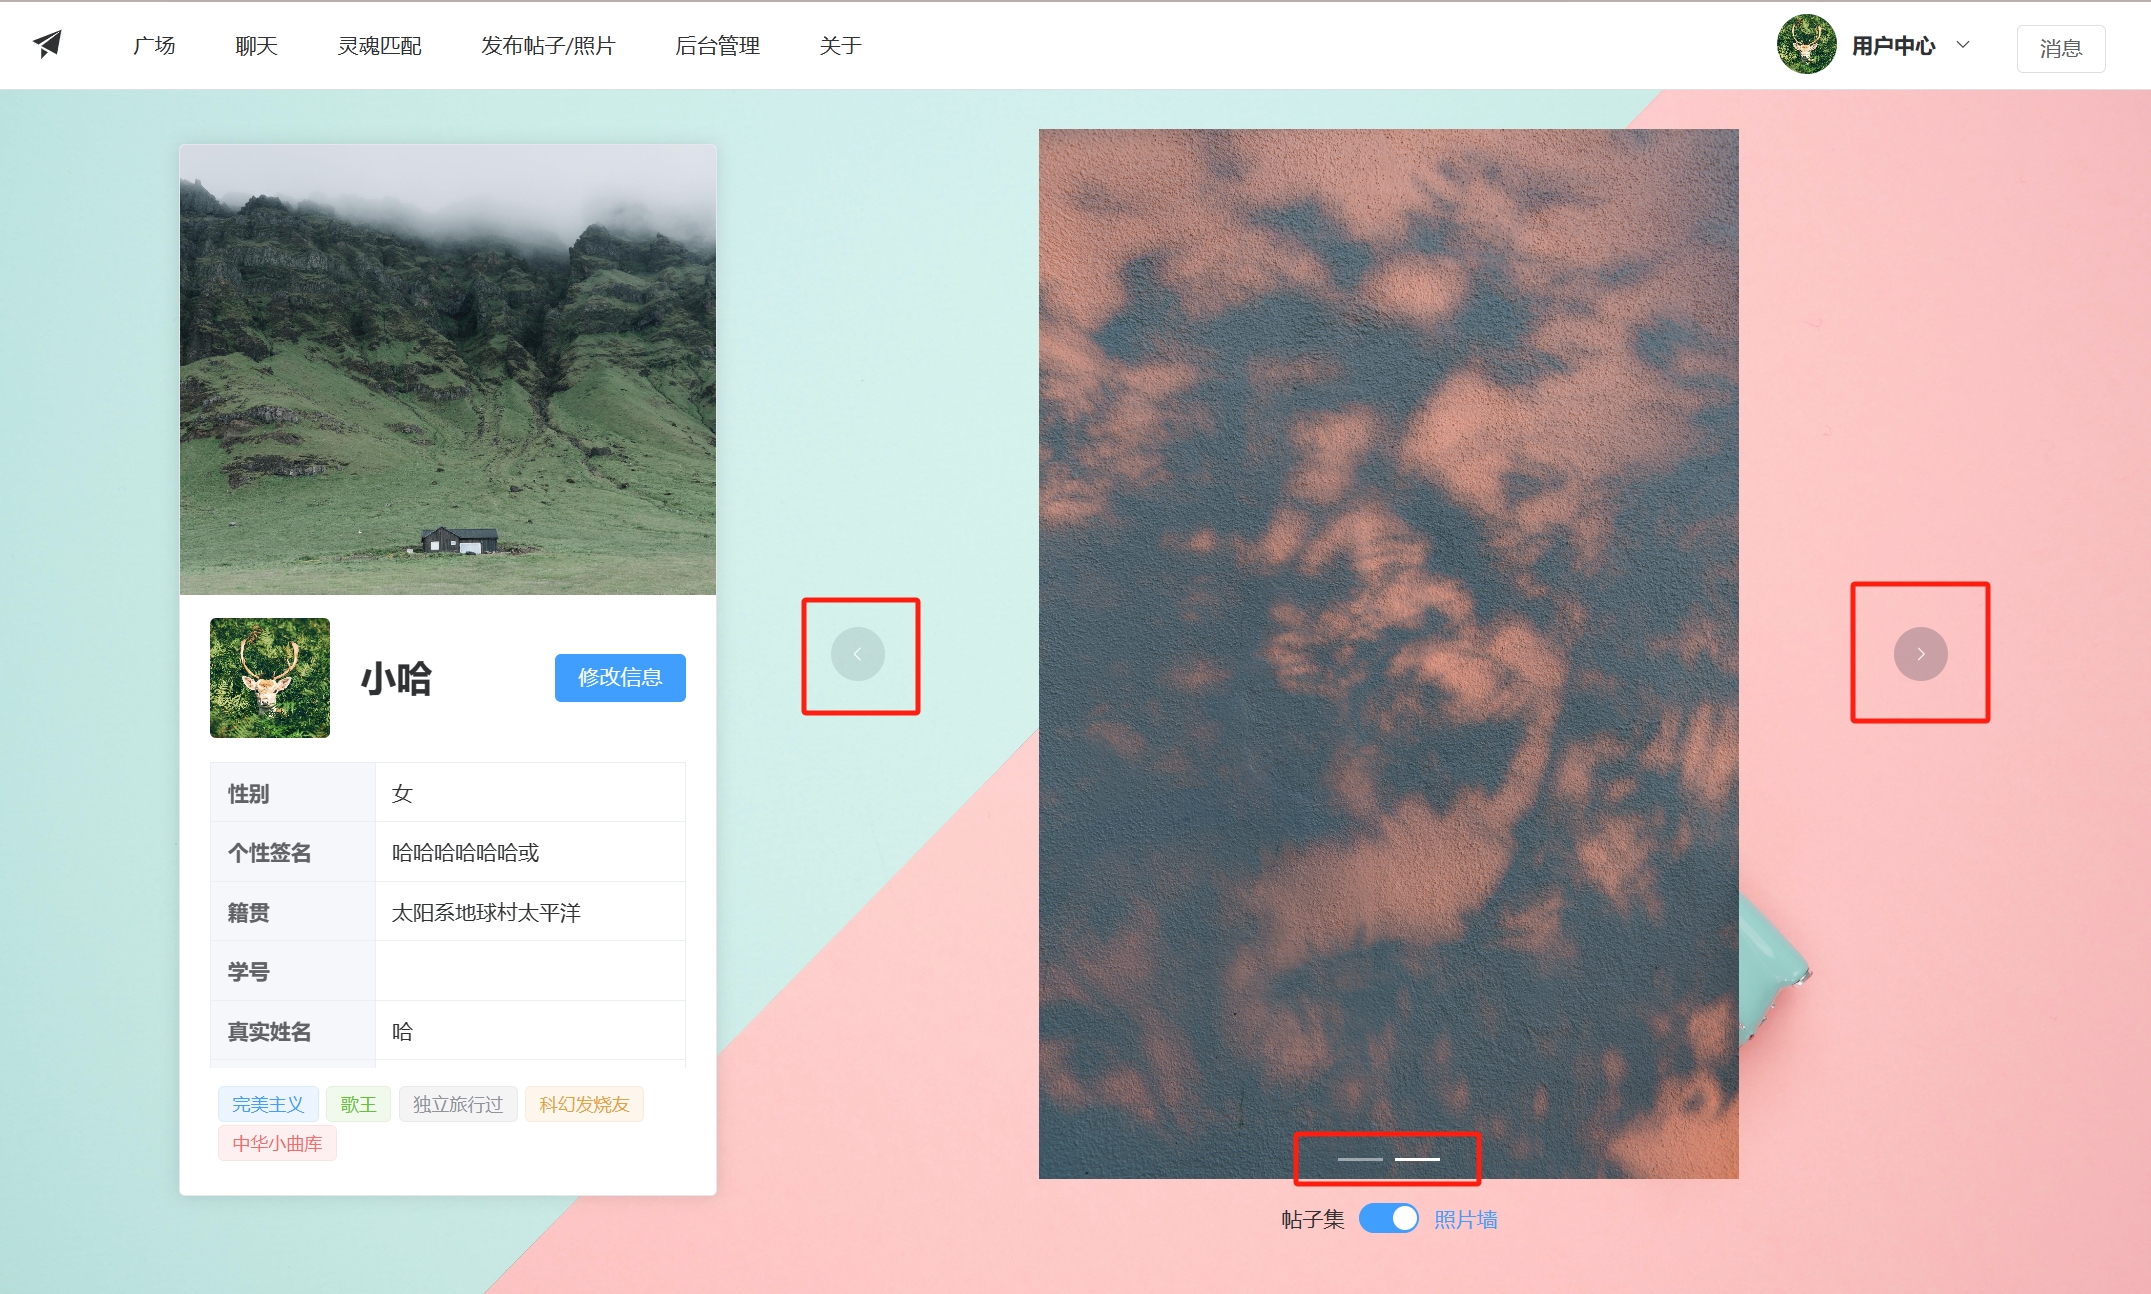 广场 聊天 灵魂匹配 发布帖子/照片 后台管理 关于 用户中心 消息
小哈 修改信息
性别 女
个性签名 哈哈哈哈哈哈或
籍贯 太阳系地球村太平洋
学号
真实姓名 哈
完美主义 歌王 独立旅行过 科幻发烧友
中华小曲库
帖子集 照片墙